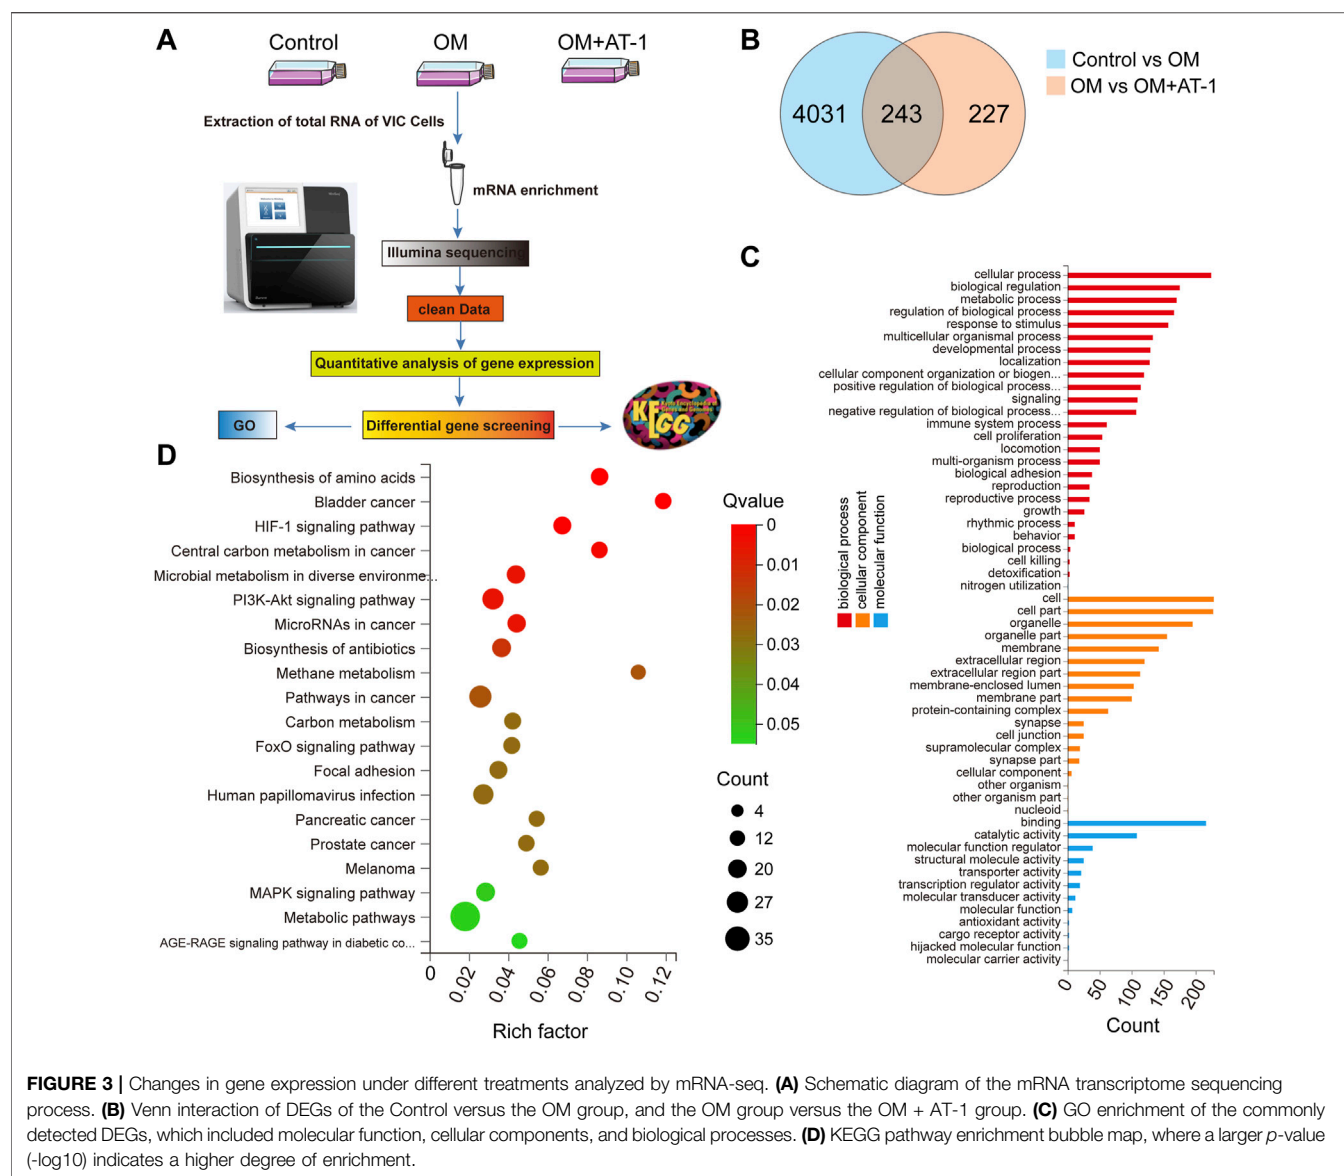 A
Control
OM
OM+AT-1
Extraction of total RNA of VIC Cells
mRNA enrichment
Illumina sequencing
clean Data
Quantitative analysis of gene expression
GO
Differential gene screening
KEGG
Kyoto Encyclopedia of
Genes and Genomes
B
4031
243
227
Control vs OM
OM vs OM+AT-1
C
cellular process
biological regulation
metabolic process
regulation of biological process
response to stimulus
multicellular organismal process
developmental process
localization
cellular component organization or biogen...
positive regulation of biological process...
signaling
negative regulation of biological process...
immune system process
cell proliferation
locomotion
multi-organism process
biological adhesion
reproduction
reproductive process
growth
rhythmic process
behavior
biological process
cell killing
detoxification
nitrogen utilization
cell
cell part
organelle
organelle part
membrane
extracellular region
extracellular region part
membrane-enclosed lumen
membrane part
protein-containing complex
synapse
cell junction
supramolecular complex
synapse part
cellular component
other organism
other organism part
nucleoid
binding
catalytic activity
molecular function regulator
structural molecule activity
transporter activity
transcription regulator activity
molecular transducer activity
molecular function
antioxidant activity
cargo receptor activity
hijacked molecular function
molecular carrier activity
0
50
100
150
200
Count
biological process
cellular component
molecular function
D
Biosynthesis of amino acids
Bladder cancer
HIF-1 signaling pathway
Central carbon metabolism in cancer
Microbial metabolism in diverse environme...
PI3K-Akt signaling pathway
MicroRNAs in cancer
Biosynthesis of antibiotics
Methane metabolism
Pathways in cancer
Carbon metabolism
FoxO signaling pathway
Focal adhesion
Human papillomavirus infection
Pancreatic cancer
Prostate cancer
Melanoma
MAPK signaling pathway
Metabolic pathways
AGE-RAGE signaling pathway in diabetic co...
0
0.02
0.04
0.06
0.08
0.10
0.12
Rich factor
Qvalue
0
0.01
0.02
0.03
0.04
0.05
Count
4
12
20
27
35
FIGURE 3 | Changes in gene expression under different treatments analyzed by mRNA-seq. (A) Schematic diagram of the mRNA transcriptome sequencing
process. (B) Venn interaction of DEGs of the Control versus the OM group, and the OM group versus the OM + AT-1 group. (C) GO enrichment of the commonly
detected DEGs, which included molecular function, cellular components, and biological processes. (D) KEGG pathway enrichment bubble map, where a larger p-value
(-log10) indicates a higher degree of enrichment.